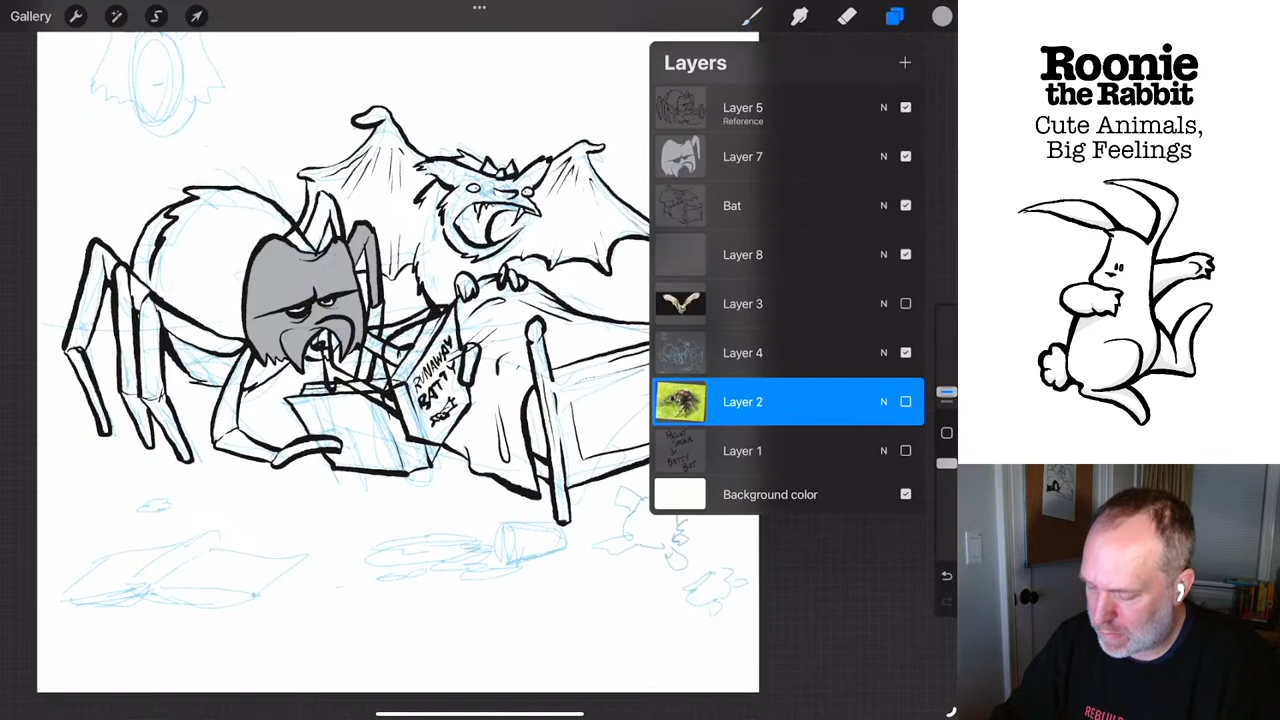 Gallery
Layers
Layer 5
N
Reference
Layer 7
N
Bat
N
Layer 8
N
Layer 3
N
Layer 4
N
Layer 2
N
Layer 1
N
Background color
RUNAWAY
BATTY
Roonie
the Rabbit
Cute Animals,
Big Feelings
REBUILD